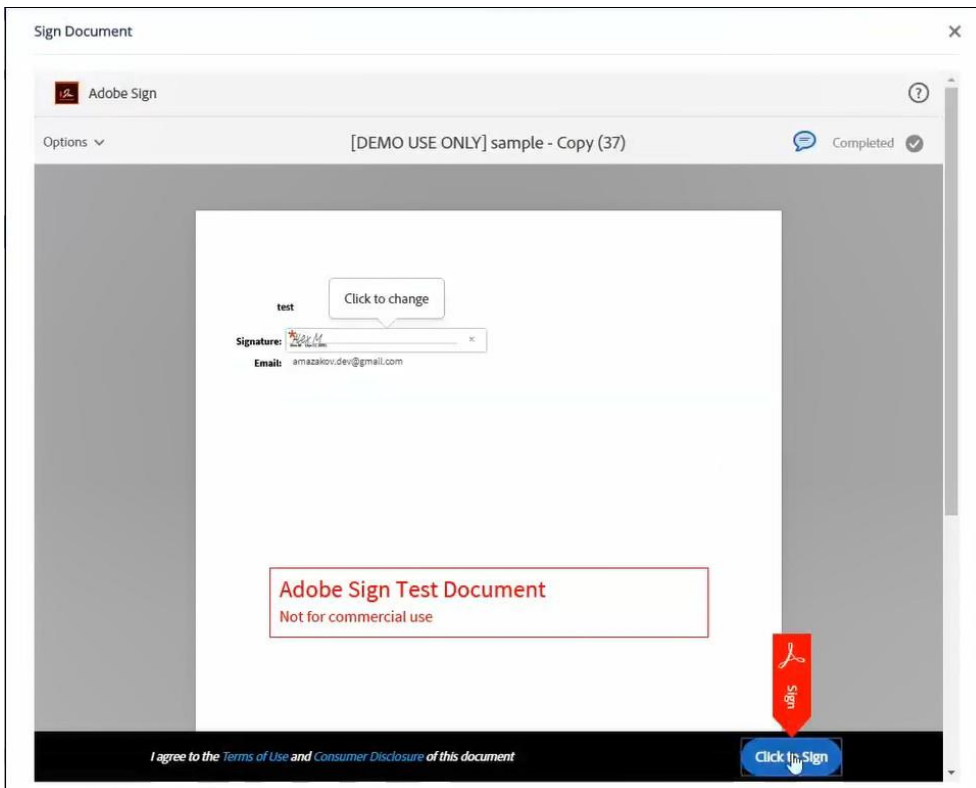 Sign Document
Adobe Sign
Options
[DEMO USE ONLY] sample - Copy (37)
Completed
Click to change
test
Signature: Alex M
Email: amazakov.dev@gmail.com
Adobe Sign Test Document
Not for commercial use
Sign
I agree to the Terms of Use and Consumer Disclosure of this document
Click to Sign